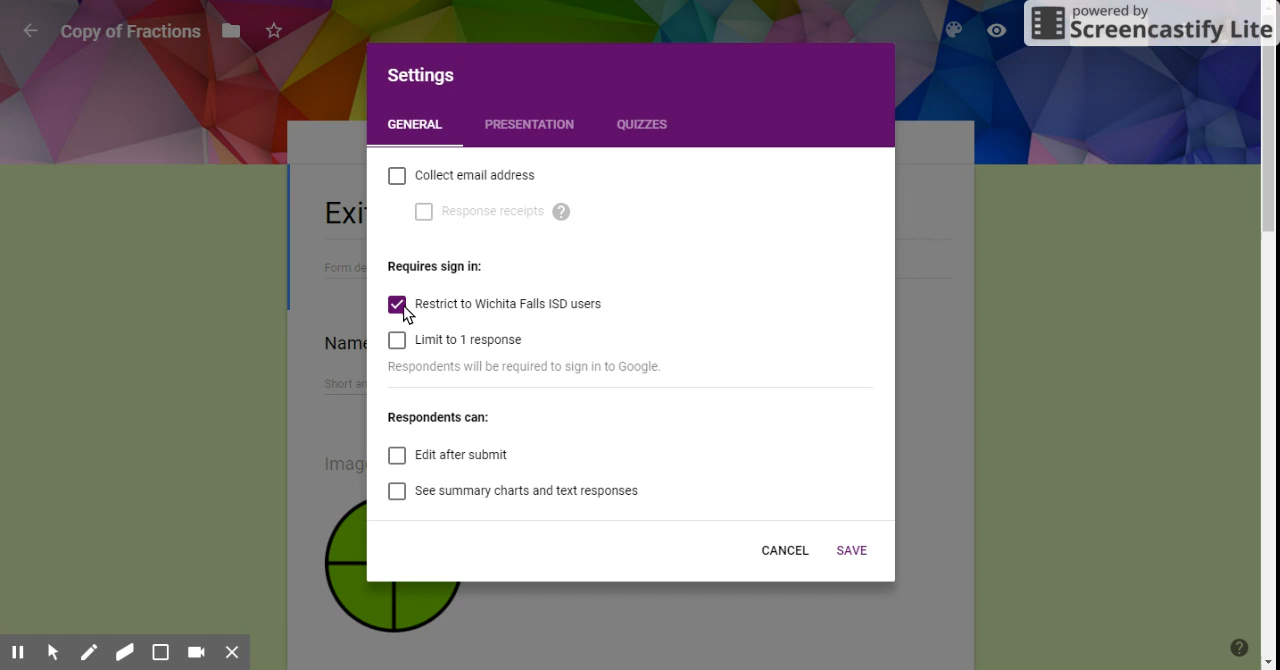 Copy of Fractions
powered by
Screencastify Lite
Settings
GENERAL PRESENTATION QUIZZES
Collect email address
Response receipts ?
Exi
Form de
Requires sign in:
Restrict to Wichita Falls ISD users
Name
Limit to 1 response
Respondents will be required to sign in to Google.
Short an
Respondents can:
Edit after submit
Imag
See summary charts and text responses
CANCEL SAVE
?